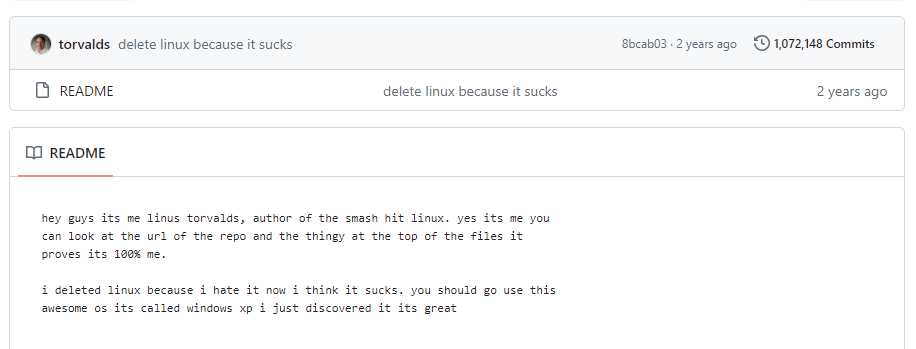 torvalds delete linux because it sucks 8bcab03 · 2 years ago 1,072,148 Commits
README delete linux because it sucks 2 years ago
README
hey guys its me linus torvalds, author of the smash hit linux. yes its me you
can look at the url of the repo and the thingy at the top of the files it
proves its 100% me.
i deleted linux because i hate it now i think it sucks. you should go use this
awesome os its called windows xp i just discovered it its great